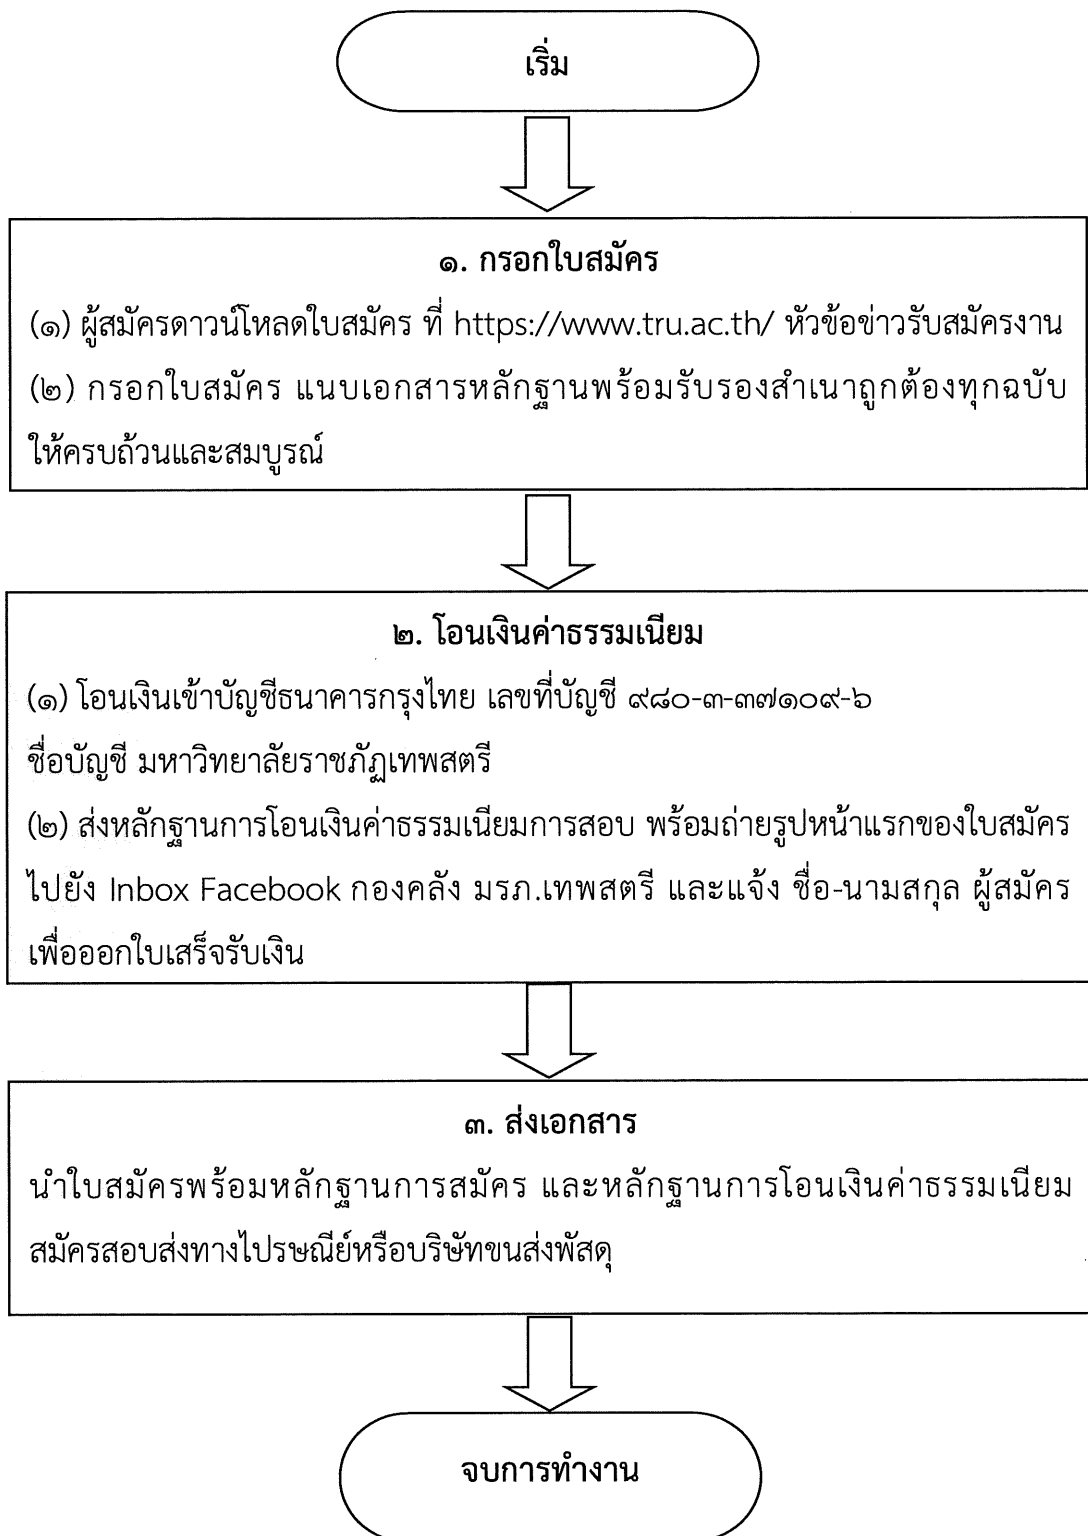 เริ่ม
๑. กรอกใบสมัคร
(๑) ผู้สมัครดาวน์โหลดใบสมัคร ที่ https://www.tru.ac.th/ หัวข้อข่าวรับสมัครงาน
(๒) กรอกใบสมัคร แนบเอกสารหลักฐานพร้อมรับรองสำเนาถูกต้องทุกฉบับ
ให้ครบถ้วนและสมบูรณ์
๒. โอนเงินค่าธรรมเนียม
(๑) โอนเงินเข้าบัญชีธนาคารกรุงไทย เลขที่บัญชี ๙๘๐-๓-๓๗๑๐๙-๖
ชื่อบัญชี มหาวิทยาลัยราชภัฏเทพสตรี
(๒) ส่งหลักฐานการโอนเงินค่าธรรมเนียมการสอบ พร้อมถ่ายรูปหน้าแรกของใบสมัคร
ไปยัง Inbox Facebook กองคลัง มรภ.เทพสตรี และแจ้ง ชื่อ-นามสกุล ผู้สมัคร
เพื่อออกใบเสร็จรับเงิน
๓. ส่งเอกสาร
นำใบสมัครพร้อมหลักฐานการสมัคร และหลักฐานการโอนเงินค่าธรรมเนียม
สมัครสอบส่งทางไปรษณีย์หรือบริษัทขนส่งพัสดุ
จบการทำงาน